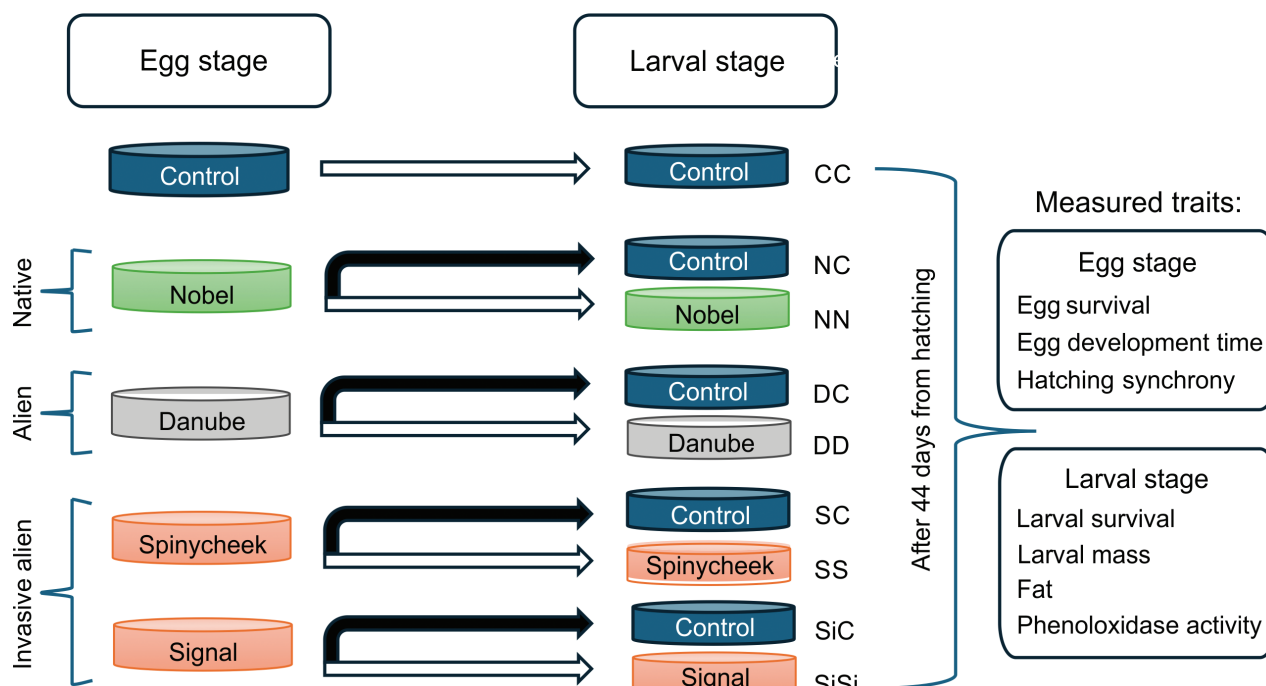 Egg stage
Larval stage
Control
Control
CC
Native
Nobel
Control
NC
Nobel
NN
Alien
Danube
Control
DC
Danube
DD
Invasive alien
Spinycheek
Control
SC
Spinycheek
SS
Signal
Control
SiC
Signal
SiSi
After 44 days from hatching
Measured traits:
Egg stage
Egg survival
Egg development time
Hatching synchrony
Larval stage
Larval survival
Larval mass
Fat
Phenoloxidase activity